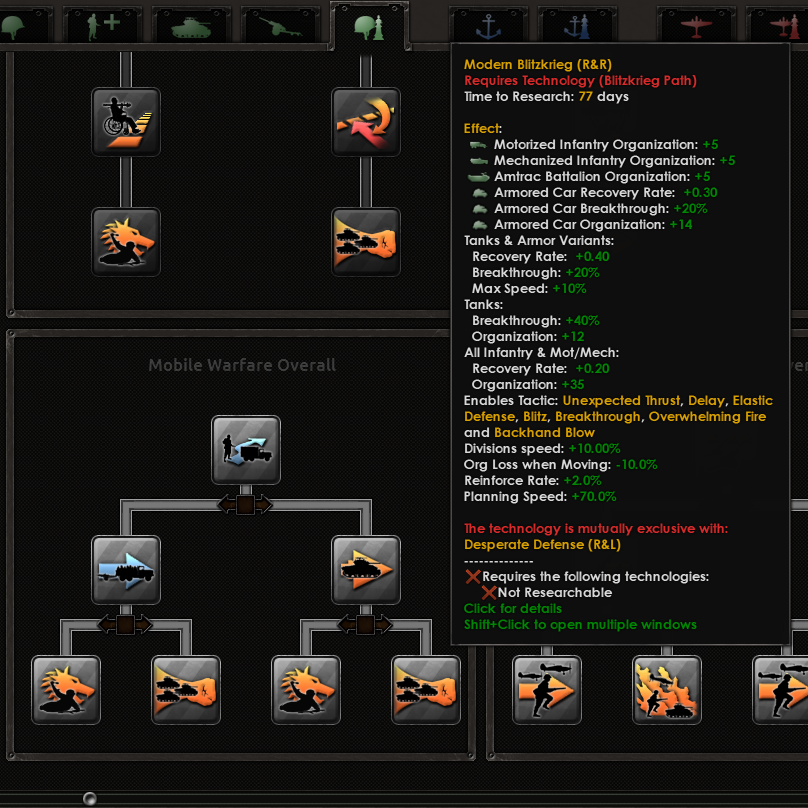 Modern Blitzkrieg (R&R)
Requires Technology (Blitzkrieg Path)
Time to Research: 77 days
Effect:
Motorized Infantry Organization: +5
Mechanized Infantry Organization: +5
Amtrac Battalion Organization: +5
Armored Car Recovery Rate: +0.30
Armored Car Breakthrough: +20%
Armored Car Organization: +14
Tanks & Armor Variants:
Recovery Rate: +0.40
Breakthrough: +20%
Max Speed: +10%
Tanks:
Breakthrough: +40%
Organization: +12
All Infantry & Mot/Mech:
Recovery Rate: +0.20
Organization: +35
Enables Tactic: Unexpected Thrust, Delay, Elastic
Defense, Blitz, Breakthrough, Overwhelming Fire
and Backhand Blow
Divisions speed: +10.00%
Org Loss when Moving: -10.0%
Reinforce Rate: +2.0%
Planning Speed: +70.0%
The technology is mutually exclusive with:
Desperate Defense (R&L)
--------------
Requires the following technologies:
Not Researchable
Click for details
Shift+Click to open multiple windows
Mobile Warfare Overall